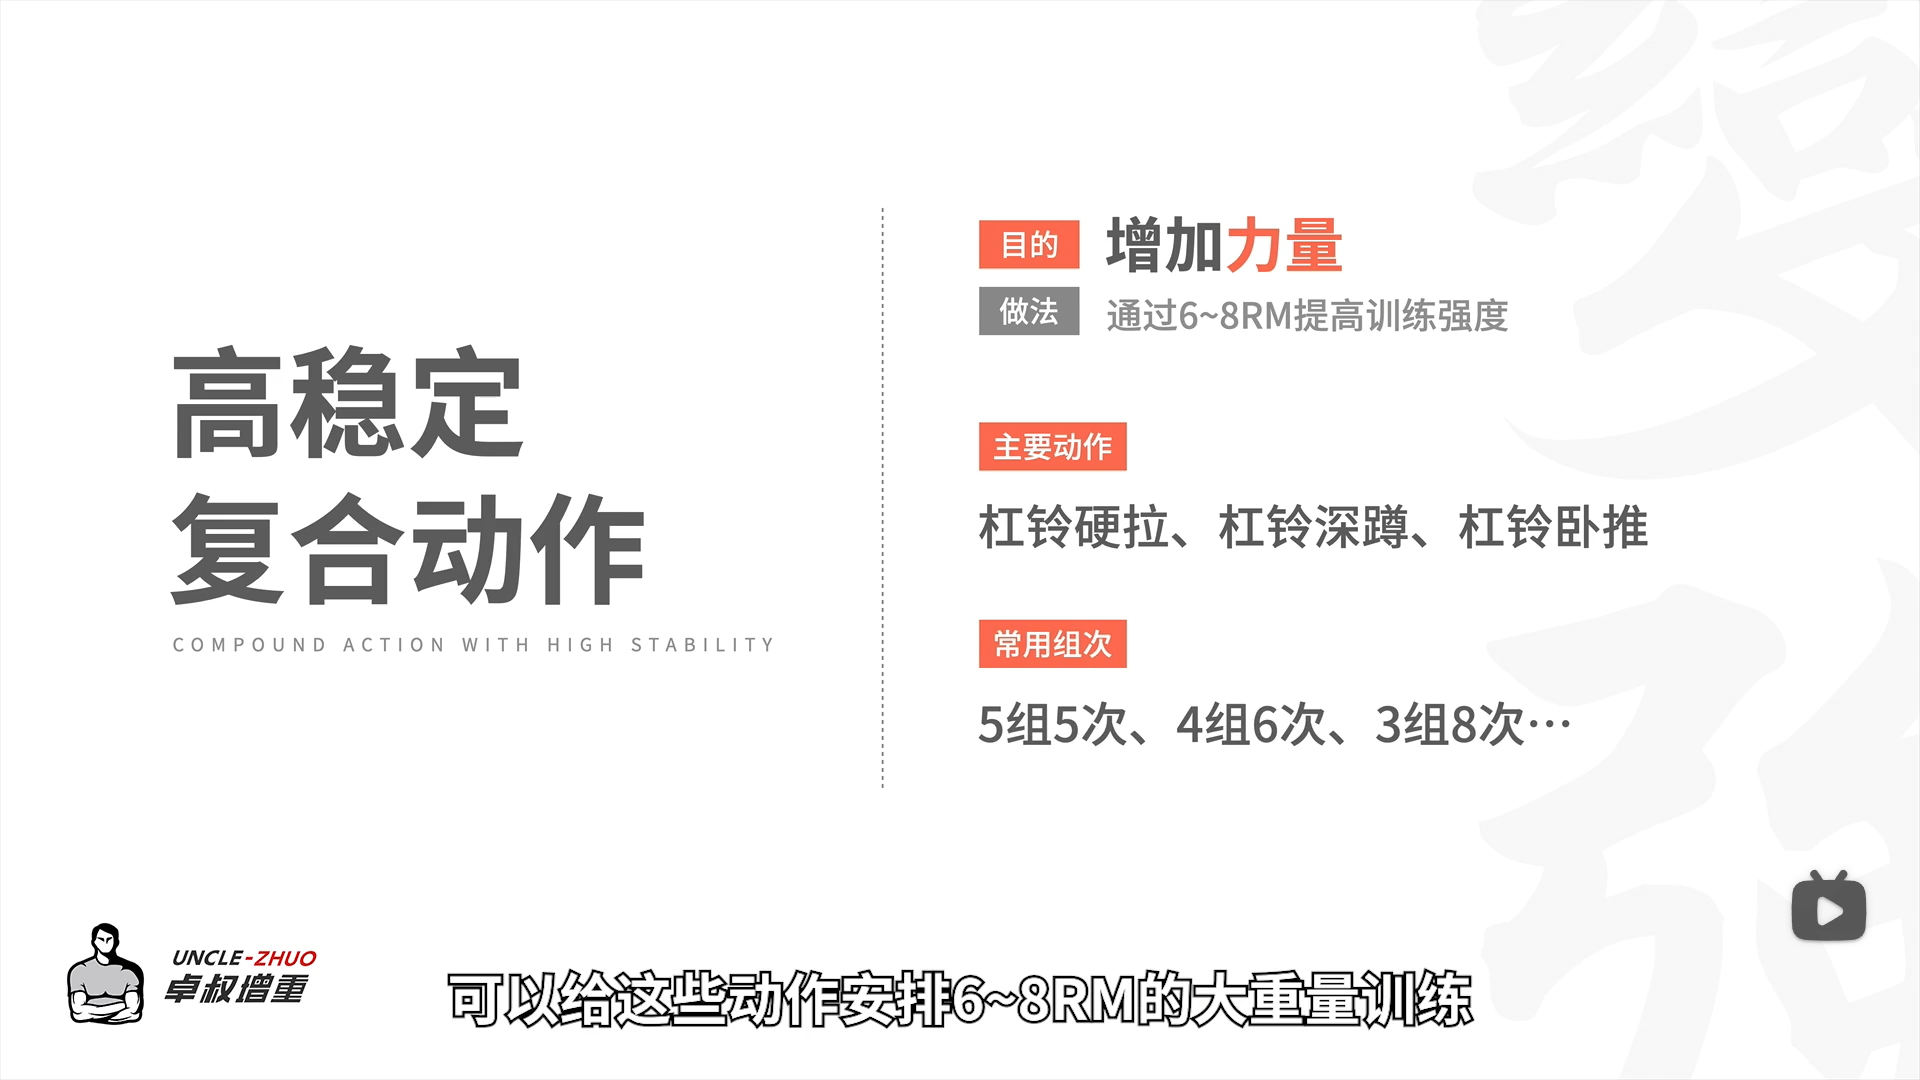 高稳定
复合动作
COMPOUND ACTION WITH HIGH STABILITY
目的 增加力量
做法 通过6~8RM提高训练强度
主要动作
杠铃硬拉、杠铃深蹲、杠铃卧推
常用组次
5组5次、4组6次、3组8次…
UNCLE-ZHUO
卓叔增重
可以给这些动作安排6~8RM的大重量训练